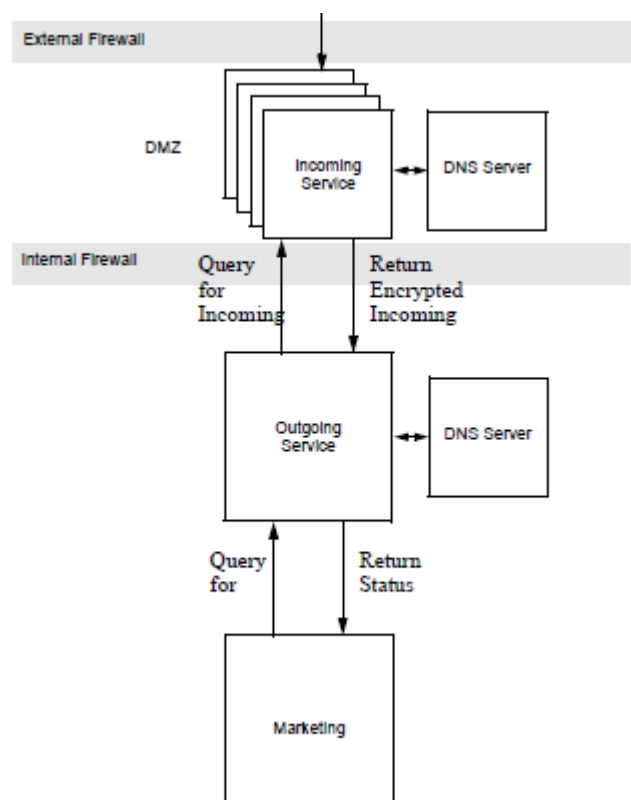 External Firewall
DMZ
Incoming
Service
DNS Server
Internal Firewall
Query
for
Incoming
Return
Encrypted
Incoming
Outgoing
Service
DNS Server
Query
for
Return
Status
Marketing